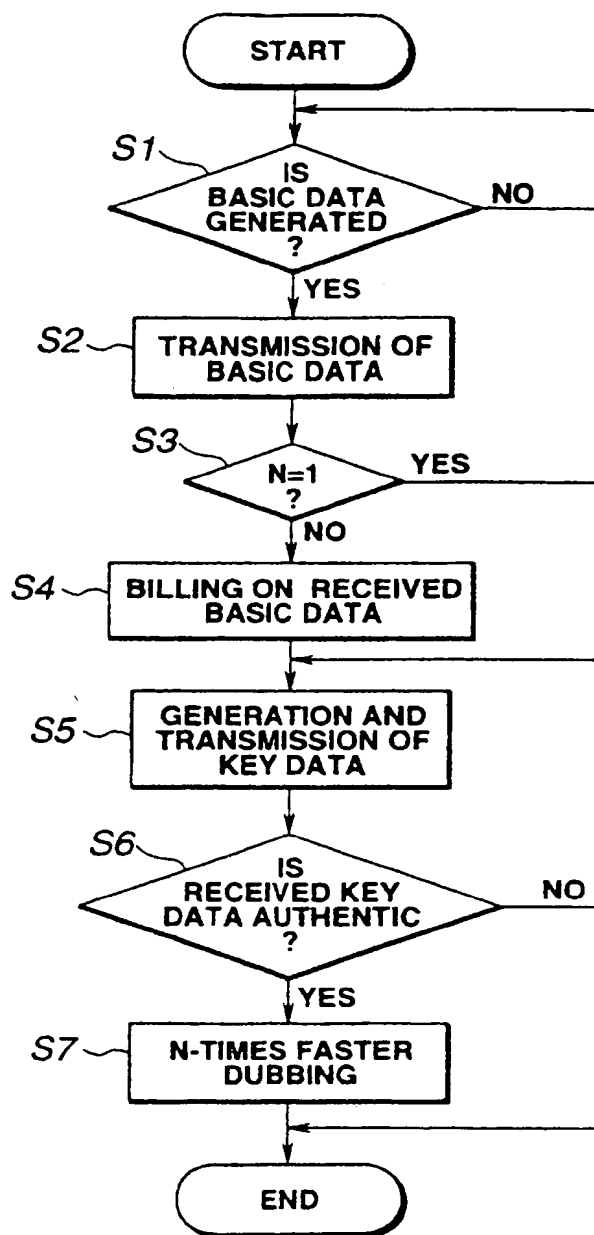 START
S1
IS
BASIC DATA
GENERATED
?
NO
YES
S2
TRANSMISSION OF
BASIC DATA
S3
N=1
?
YES
NO
S4
BILLING ON RECEIVED
BASIC DATA
S5
GENERATION AND
TRANSMISSION OF
KEY DATA
S6
IS
RECEIVED KEY
DATA AUTHENTIC
?
NO
YES
S7
N-TIMES FASTER
DUBBING
END